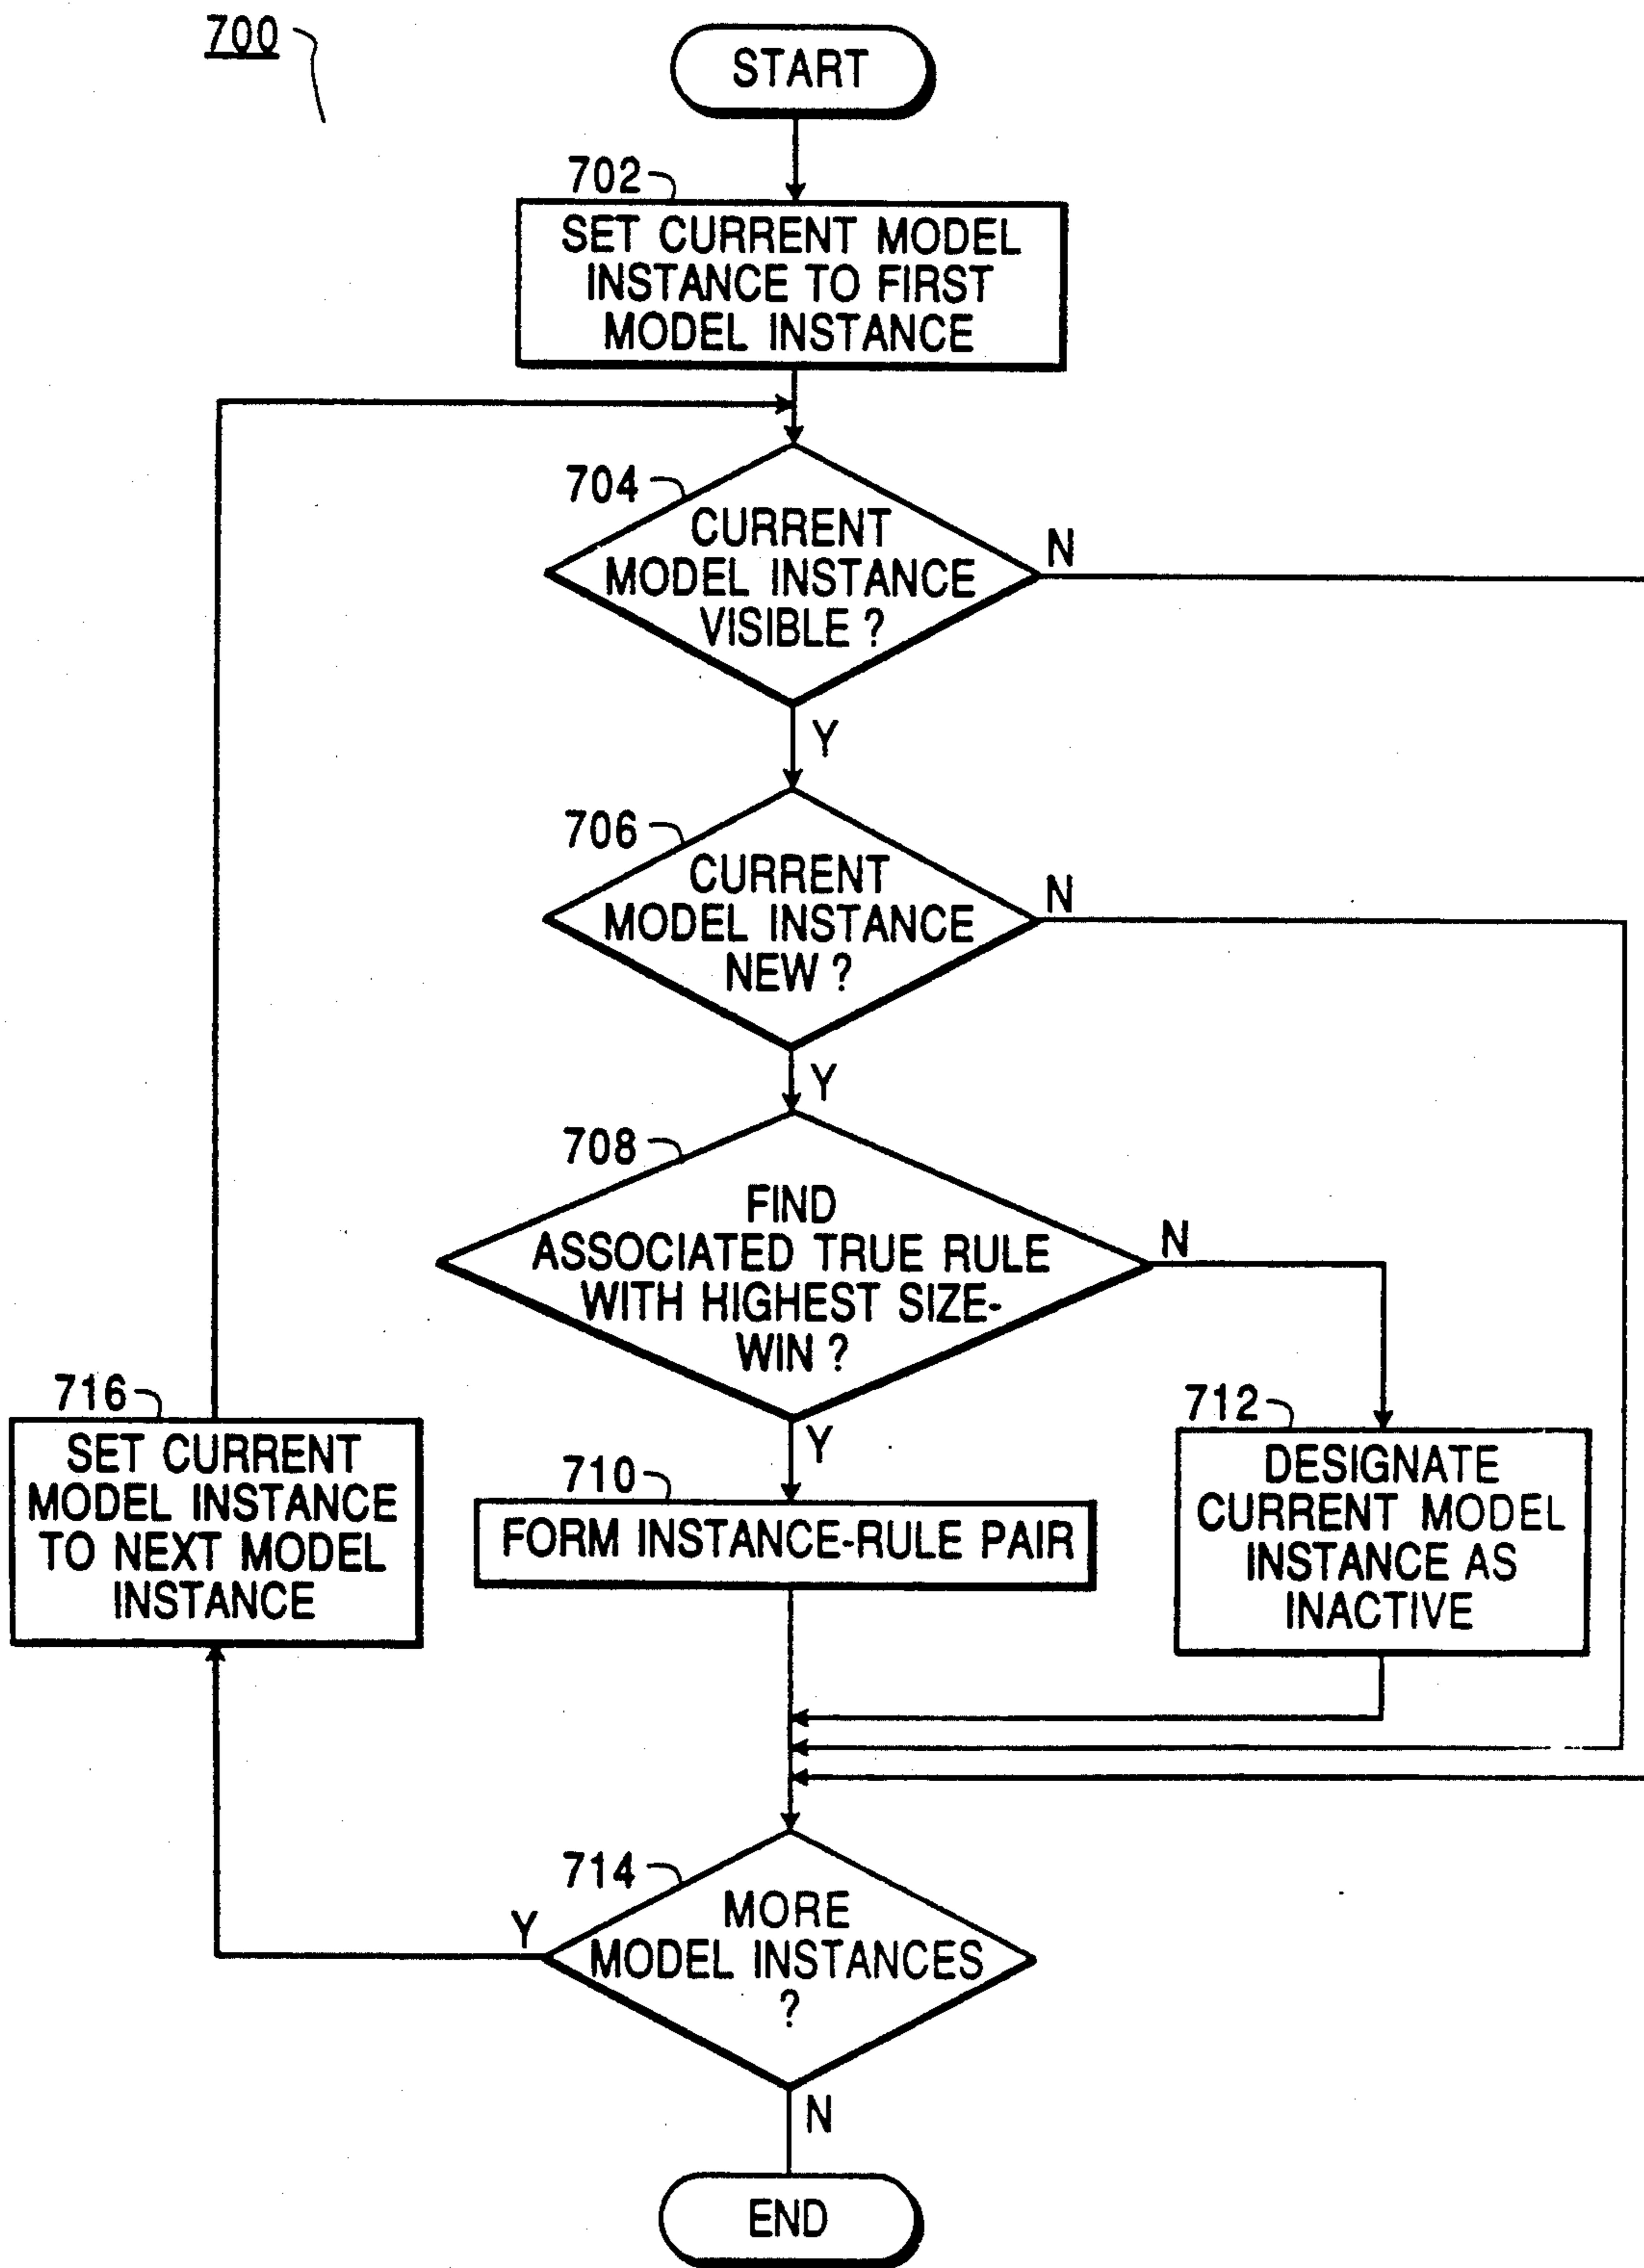 700
START
702
SET CURRENT MODEL
INSTANCE TO FIRST
MODEL INSTANCE
704
CURRENT
MODEL INSTANCE
VISIBLE ?
N
Y
706
CURRENT
MODEL INSTANCE
NEW ?
N
Y
708
FIND
ASSOCIATED TRUE RULE
WITH HIGHEST SIZE-
WIN ?
N
Y
710
FORM INSTANCE-RULE PAIR
712
DESIGNATE
CURRENT MODEL
INSTANCE AS
INACTIVE
716
SET CURRENT
MODEL INSTANCE
TO NEXT MODEL
INSTANCE
714
MORE
MODEL INSTANCES
?
Y
N
END